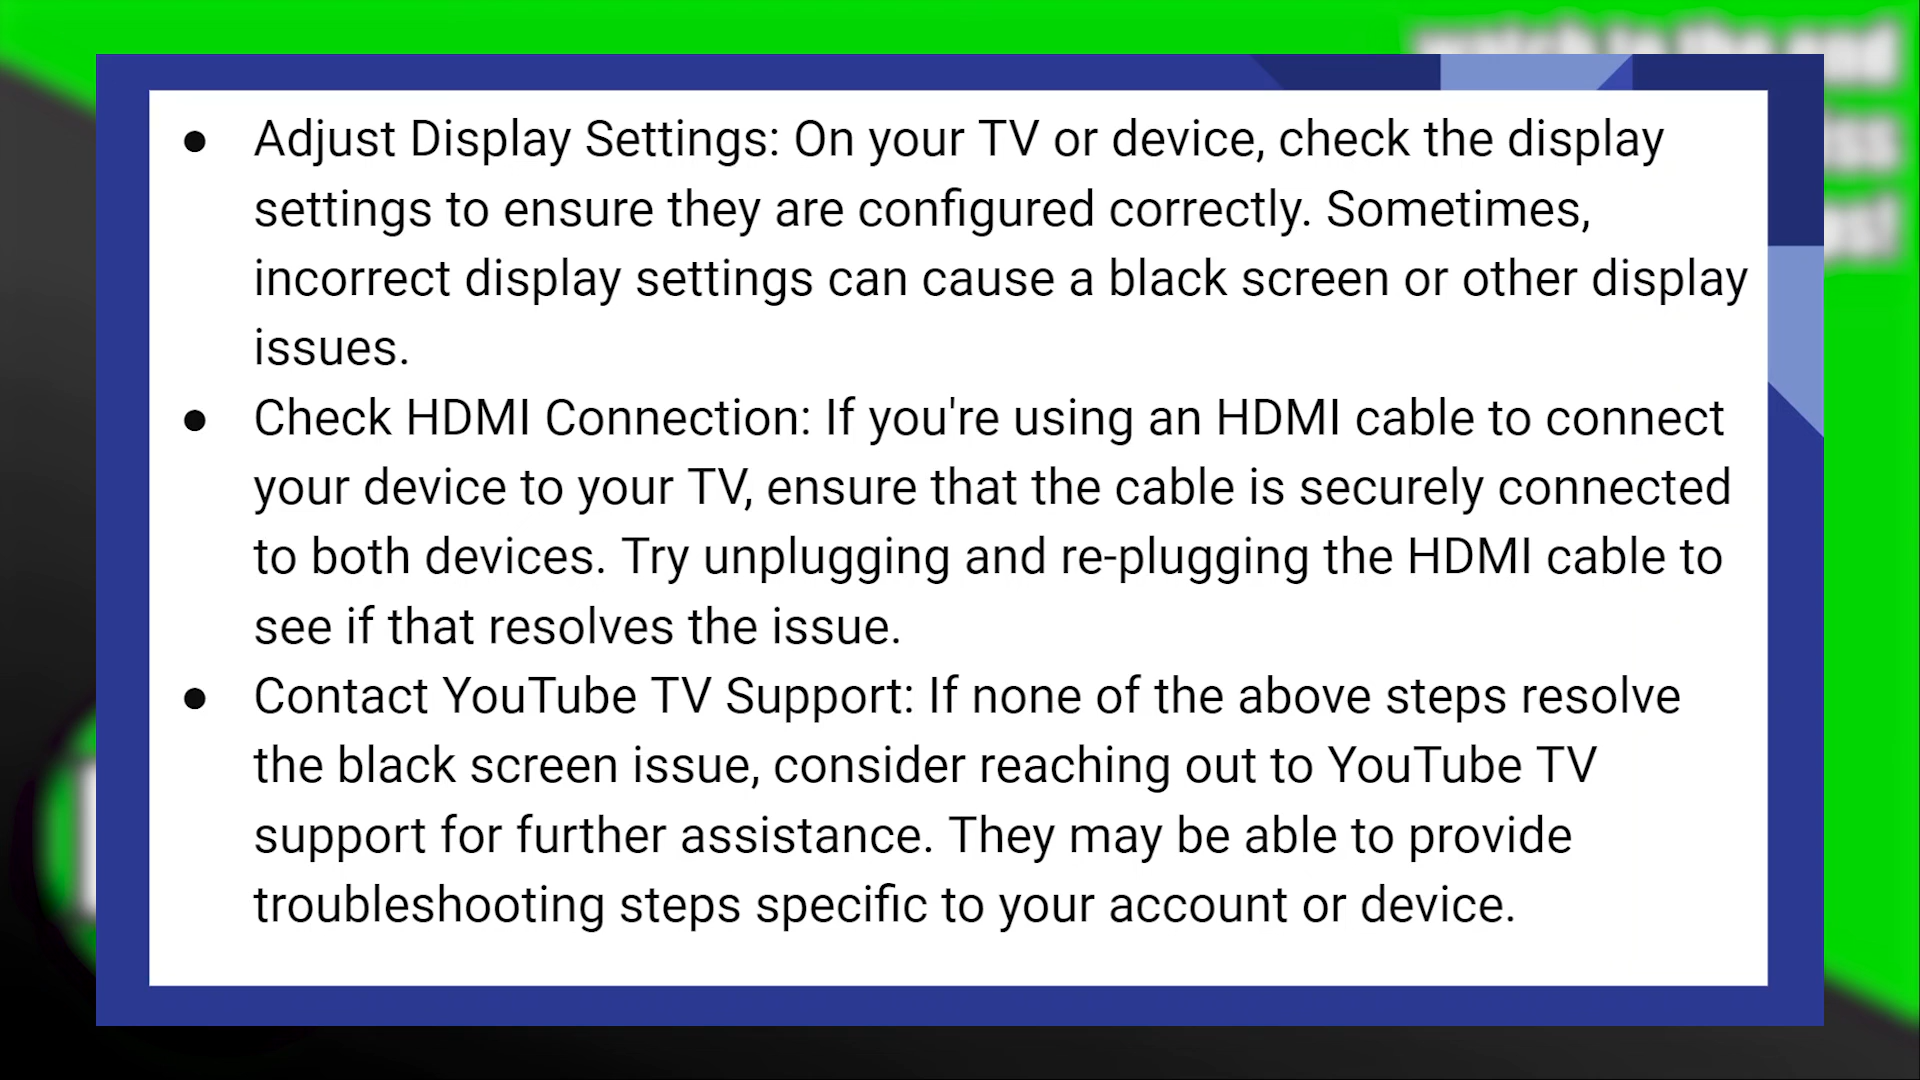 watch to the end
● Adjust Display Settings: On your TV or device, check the display
settings to ensure they are configured correctly. Sometimes,
incorrect display settings can cause a black screen or other display
issues.
● Check HDMI Connection: If you're using an HDMI cable to connect
your device to your TV, ensure that the cable is securely connected
to both devices. Try unplugging and re-plugging the HDMI cable to
see if that resolves the issue.
● Contact YouTube TV Support: If none of the above steps resolve
the black screen issue, consider reaching out to YouTube TV
support for further assistance. They may be able to provide
troubleshooting steps specific to your account or device.